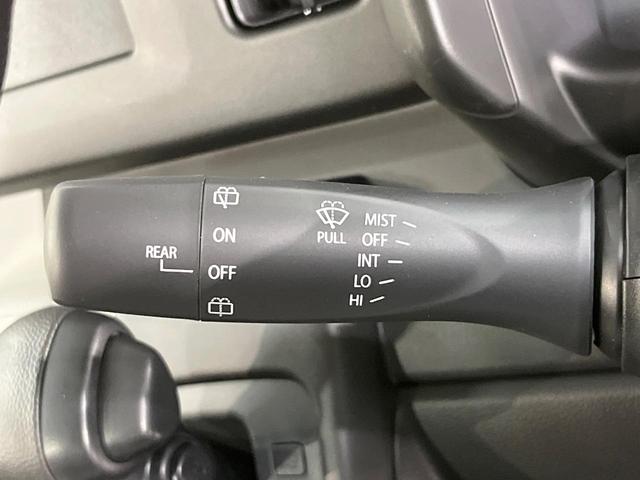 REAR
ON
OFF
PULL
MIST
OFF
INT
LO
HI